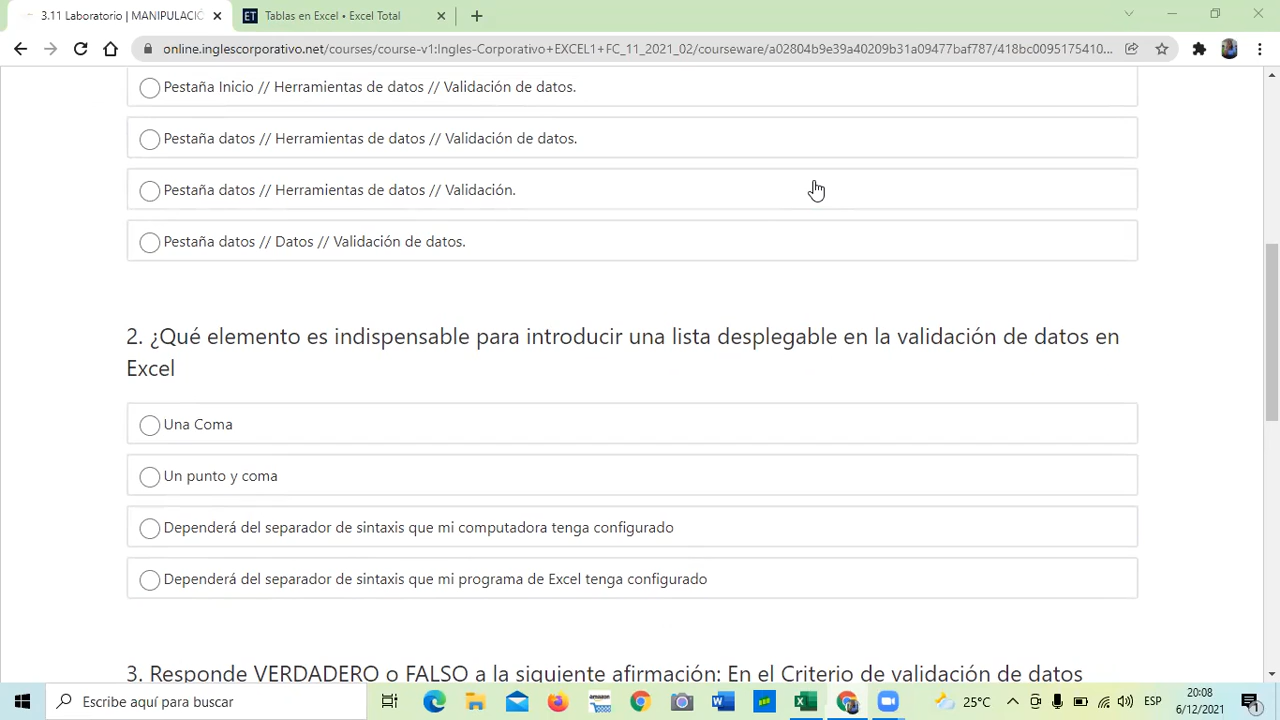 3.11 Laboratorio | MANIPULACIÓ
Tablas en Excel • Excel Total
online.inglescorporativo.net/courses/course-v1:Ingles-Corporativo+EXCEL1+FC_11_2021_02/courseware/a02804b9e39a40209b31a09477baf787/418bc0095175410...
Pestaña Inicio // Herramientas de datos // Validación de datos.
Pestaña datos // Herramientas de datos // Validación de datos.
Pestaña datos // Herramientas de datos // Validación.
Pestaña datos // Datos // Validación de datos.
2. ¿Qué elemento es indispensable para introducir una lista desplegable en la validación de datos en
Excel
Una Coma
Un punto y coma
Dependerá del separador de sintaxis que mi computadora tenga configurado
Dependerá del separador de sintaxis que mi programa de Excel tenga configurado
3. Responde VERDADERO o FALSO a la siguiente afirmación: En el Criterio de validación de datos
Escribe aquí para buscar
25°C
ESP
20:08
6/12/2021